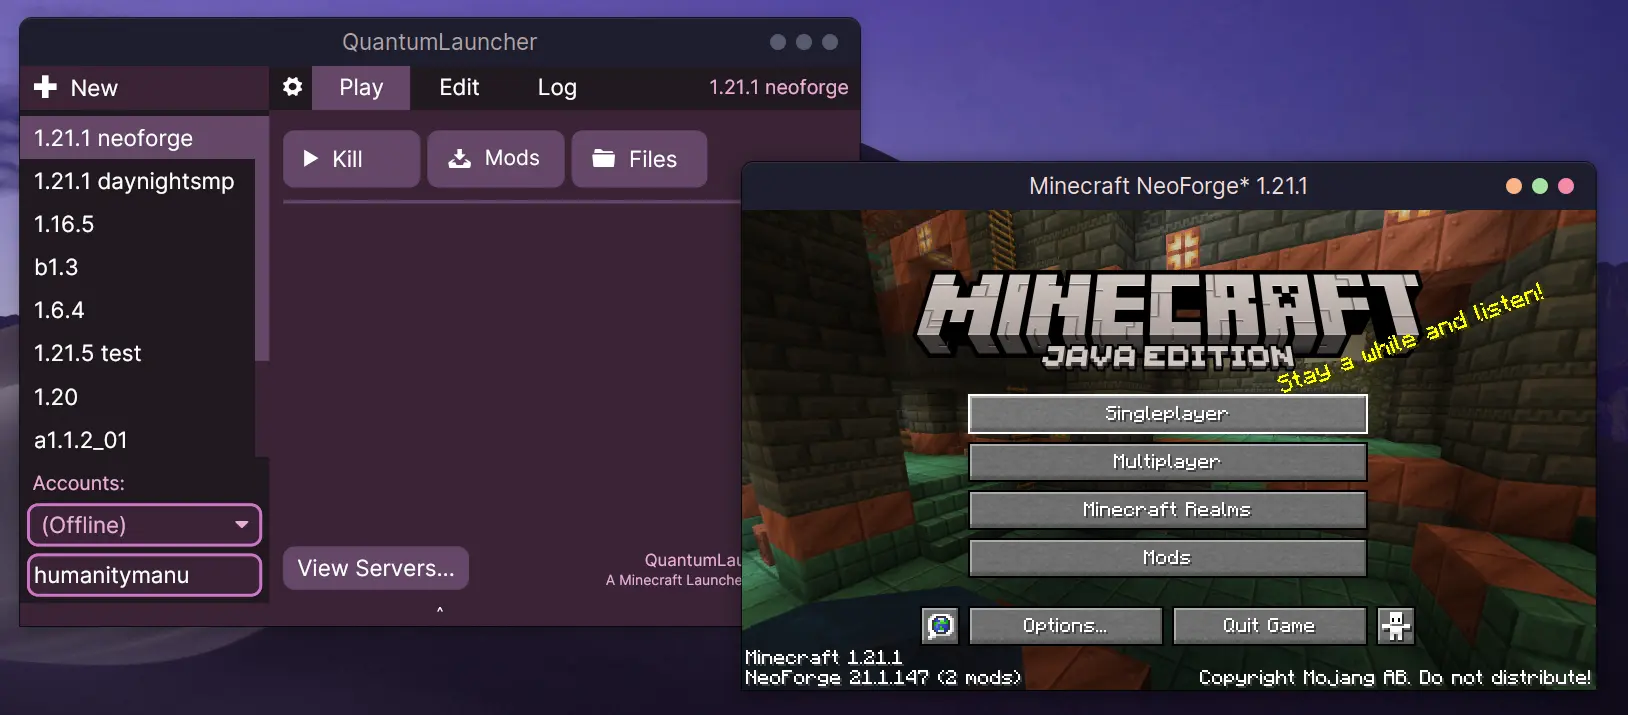 QuantumLauncher
New
Play
Edit
Log
1.21.1 neoforge
1.21.1 neoforge
1.21.1 daynightsmp
1.16.5
b1.3
1.6.4
1.21.5 test
1.20
a1.1.2_01
Accounts:
(Offline)
humanitymanu
Kill
Mods
Files
View Servers...
QuantumLau
A Minecraft Launche
Minecraft NeoForge* 1.21.1
MINECRAFT
JAVA EDITION
Stay a while and listen!
Singleplayer
Multiplayer
Minecraft Realms
Mods
Options...
Quit Game
Minecraft 1.21.1
NeoForge 21.1.147 (2 mods)
Copyright Mojang AB. Do not distribute!